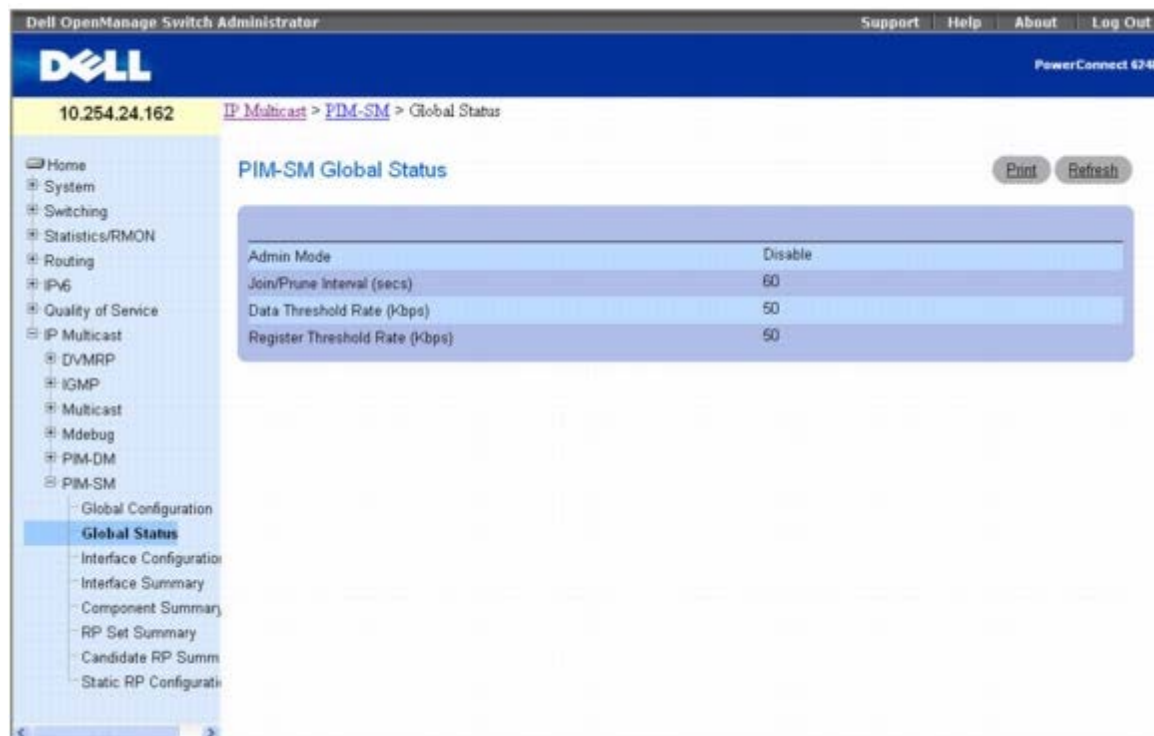 Dell OpenManage Switch Administrator Support Help About Log Out
DELL
PowerConnect 624
10.254.24.162
IP Multicast > PIM-SM > Global Status
Home
System
Switching
Statistics/RMON
Routing
IPv6
Quality of Service
IP Multicast
DVMRP
IGMP
Multicast
Mdebug
PIM-DM
PIM-SM
Global Configuration
Global Status
Interface Configuration
Interface Summary
Component Summary
RP Set Summary
Candidate RP Summ
Static RP Configurati
PIM-SM Global Status
Print Refresh
Admin Mode Disable
Join/Prune Interval (secs) 60
Data Threshold Rate (Kbps) 50
Register Threshold Rate (Kbps) 50